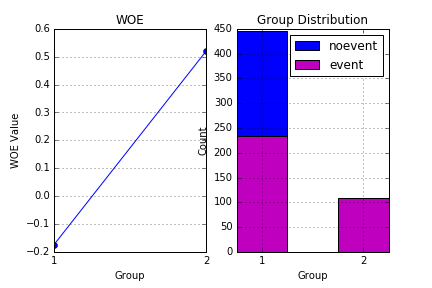 WOE
WOE Value
0.6
0.5
0.4
0.3
0.2
0.1
0.0
−0.1
−0.2
1
2
Group
Group Distribution
Count
450
400
350
300
250
200
150
100
50
0
noevent
event
1
2
Group